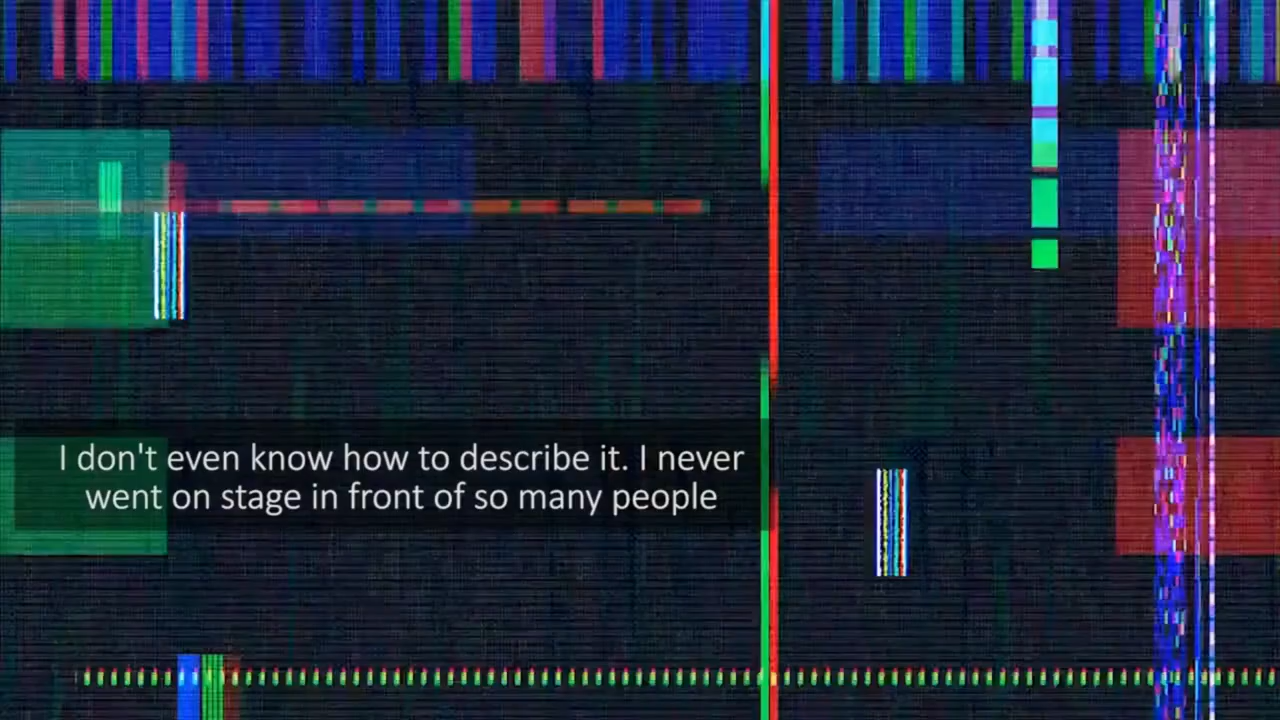 I don't even know how to describe it. I never
went on stage in front of so many people